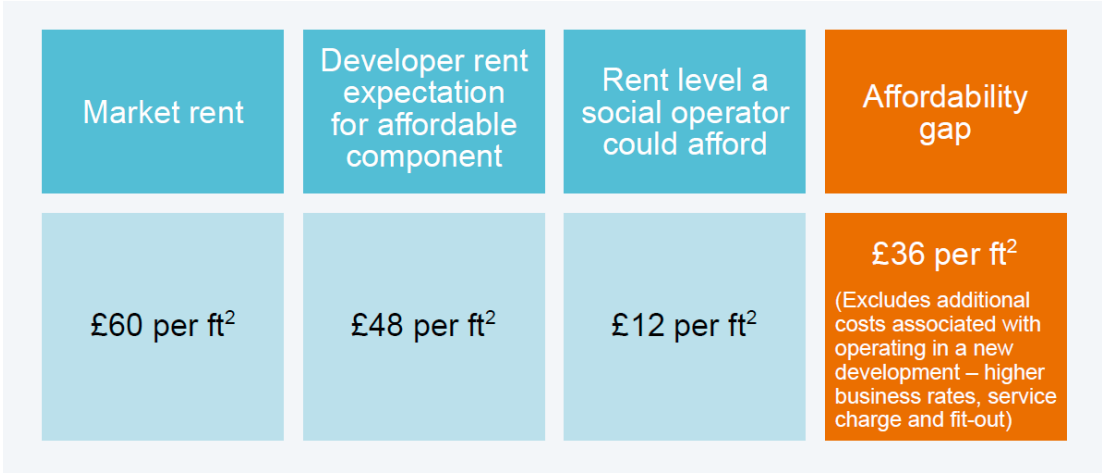 Market rent
Developer rent
expectation
for affordable
component
Rent level a
social operator
could afford
Affordability
gap
£60 per ft²
£48 per ft²
£12 per ft²
£36 per ft²
(Excludes additional
costs associated with
operating in a new
development – higher
business rates, service
charge and fit-out)